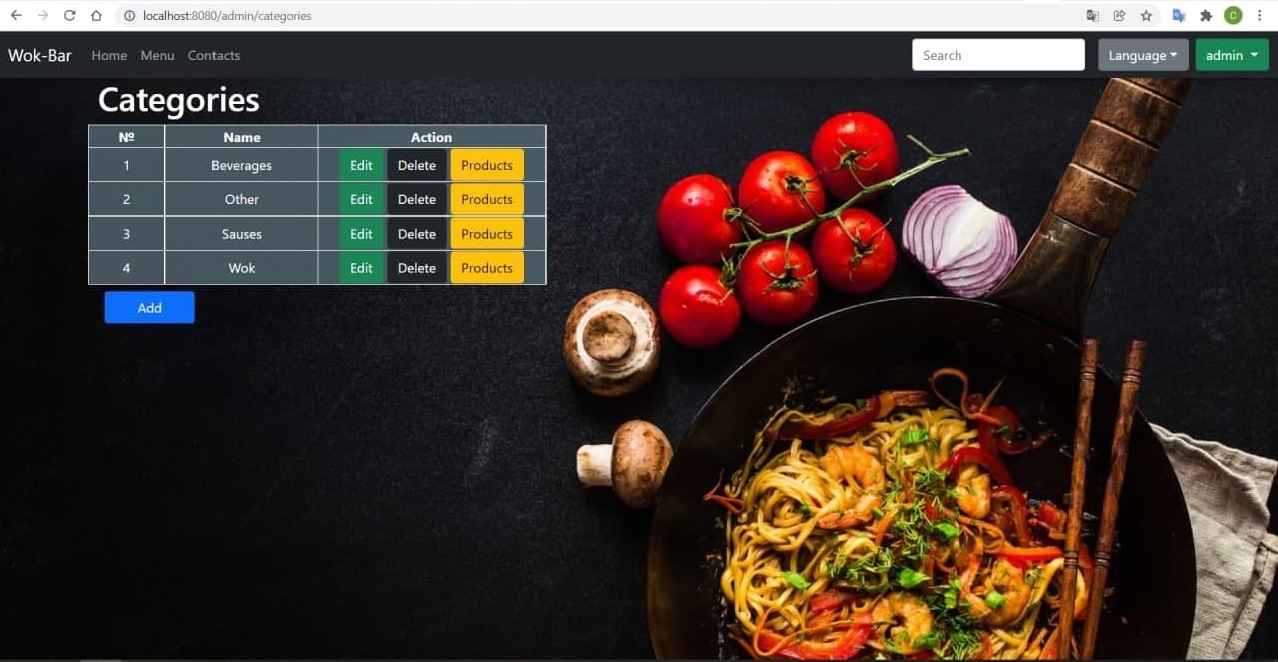 localhost:8080/admin/categories
C
Wok-Bar Home Menu Contacts Search Language admin
Categories
№ Name Action
1 Beverages Edit Delete Products
2 Other Edit Delete Products
3 Sauses Edit Delete Products
4 Wok Edit Delete Products
Add